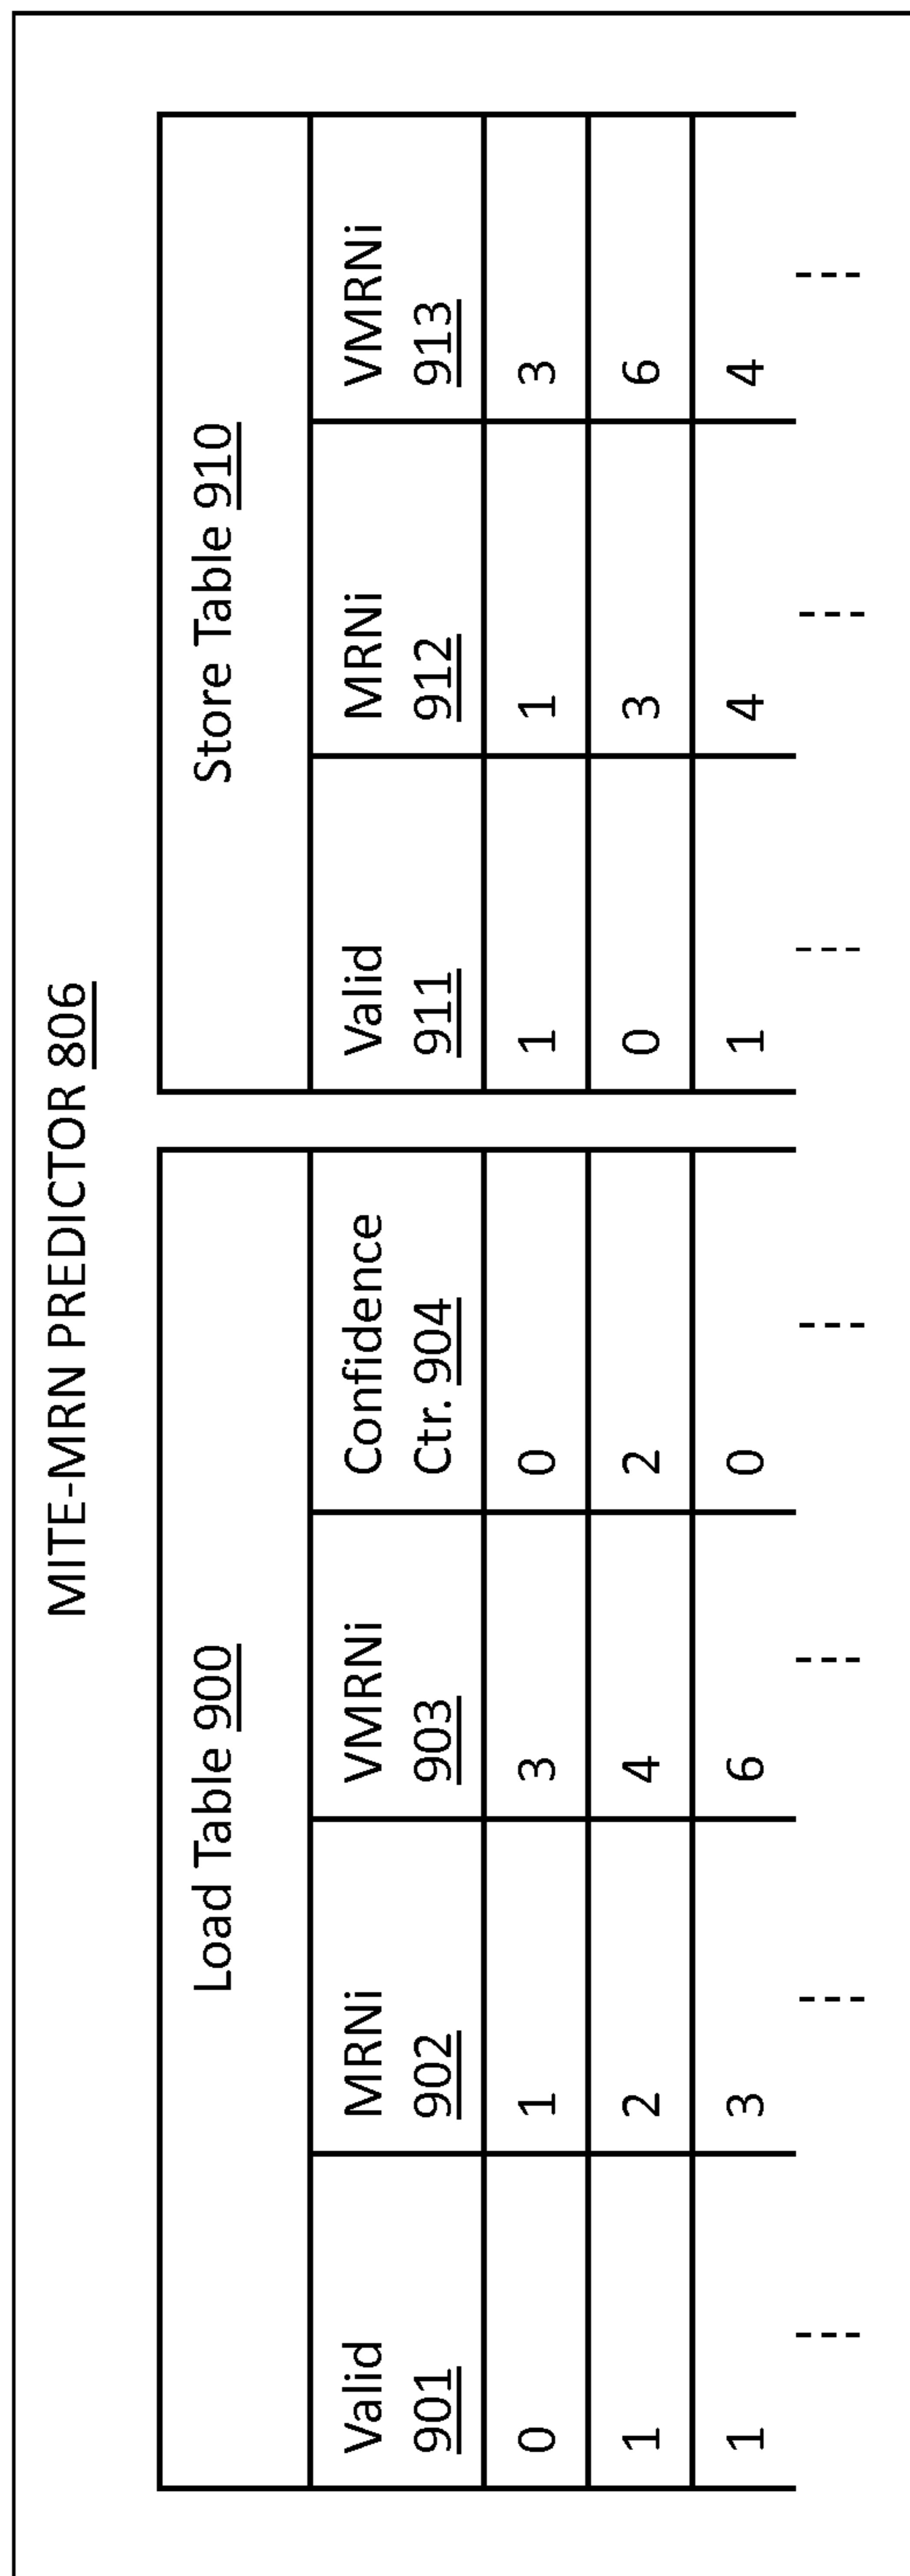 MITE-MRN PREDICTOR 806
Load Table 900
Valid MRNi VMRNi Confidence
901 902 903 Ctr. 904
0 1 3 0
1 2 4 2
1 3 6 0
Store Table 910
Valid MRNi VMRNi
911 912 913
1 1 3
0 3 6
1 4 4